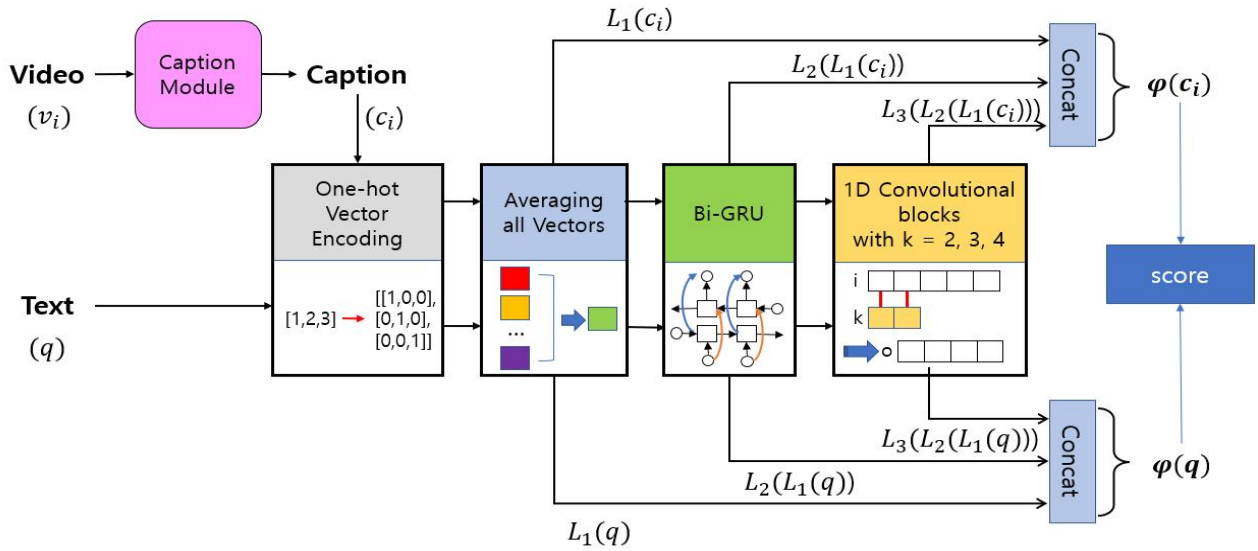 L₁(cᵢ)
L₂(L₁(cᵢ))
L₃(L₂(L₁(cᵢ)))
Concat
φ(cᵢ)
Video
(vᵢ)
Caption
Module
Caption
(cᵢ)
One-hot
Vector
Encoding
[1,2,3]
[[1,0,0],
[0,1,0],
[0,0,1]]
Averaging
all Vectors
...
Bi-GRU
1D Convolutional
blocks
with k = 2, 3, 4
i
k
o
score
Text
(q)
L₃(L₂(L₁(q)))
L₂(L₁(q))
L₁(q)
Concat
φ(q)